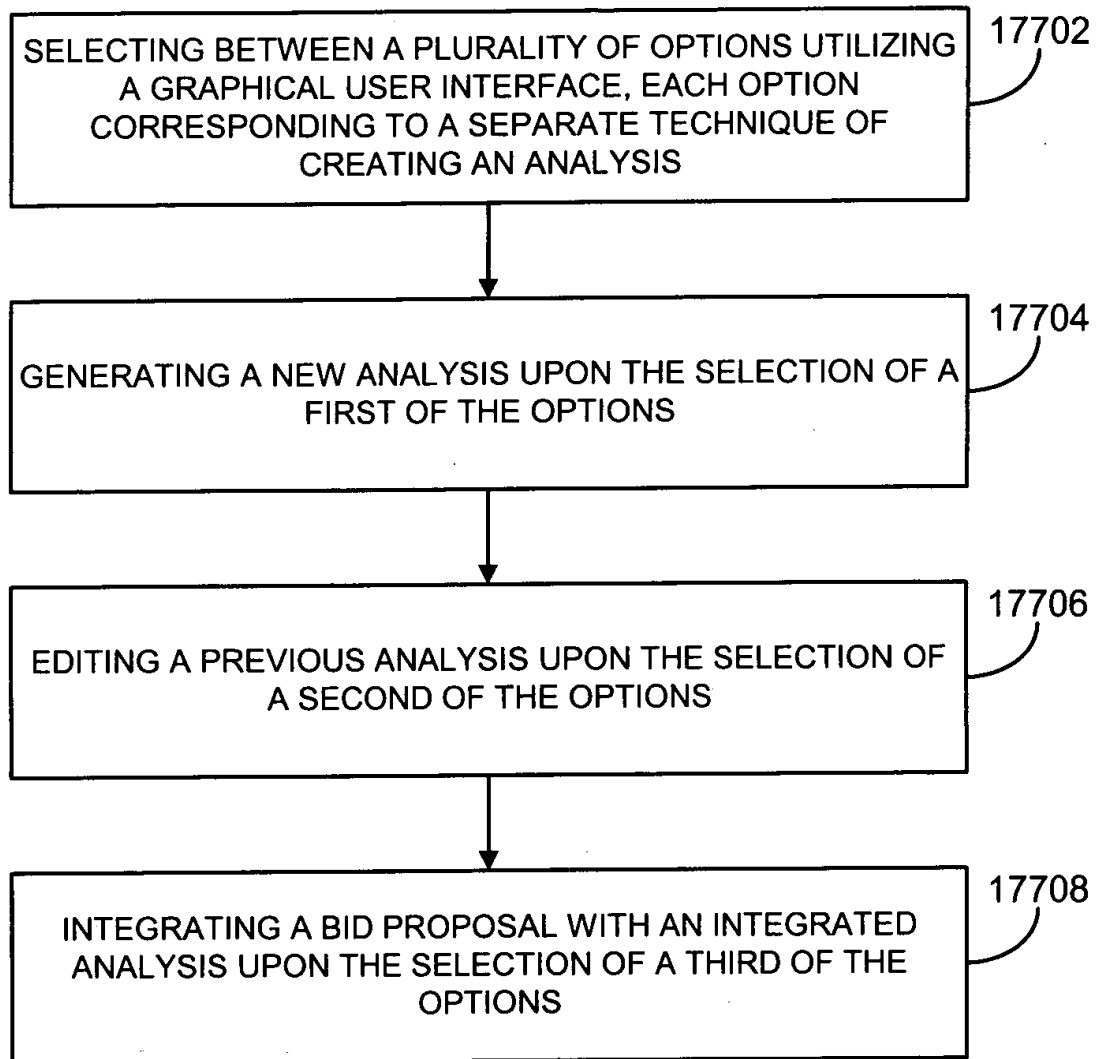 SELECTING BETWEEN A PLURALITY OF OPTIONS UTILIZING
A GRAPHICAL USER INTERFACE, EACH OPTION
CORRESPONDING TO A SEPARATE TECHNIQUE OF
CREATING AN ANALYSIS
17702
GENERATING A NEW ANALYSIS UPON THE SELECTION OF A
FIRST OF THE OPTIONS
17704
EDITING A PREVIOUS ANALYSIS UPON THE SELECTION OF
A SECOND OF THE OPTIONS
17706
INTEGRATING A BID PROPOSAL WITH AN INTEGRATED
ANALYSIS UPON THE SELECTION OF A THIRD OF THE
OPTIONS
17708